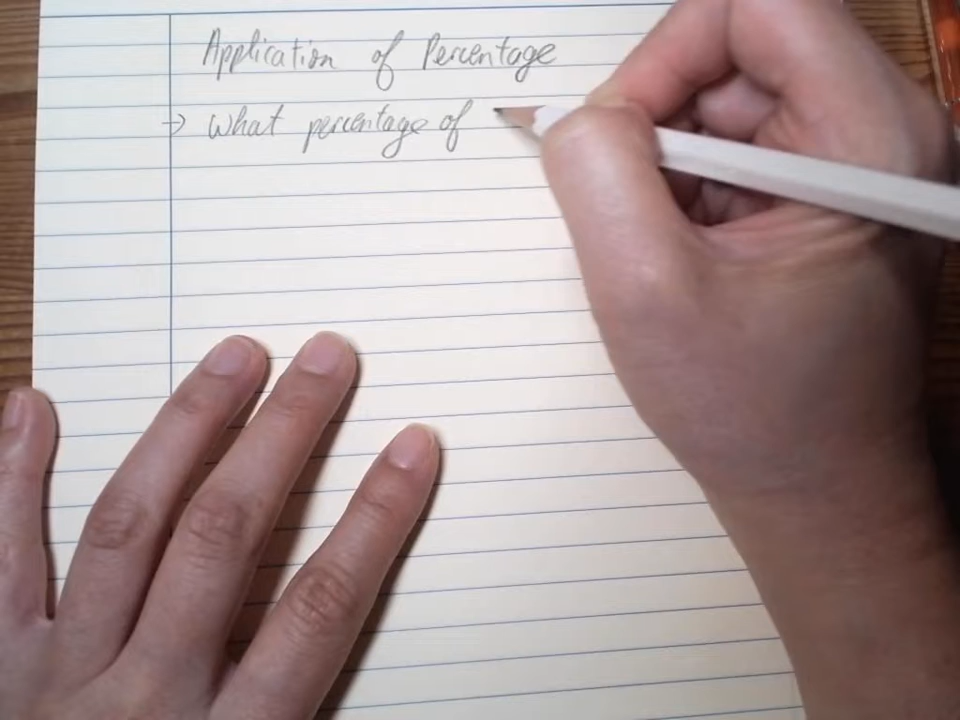 Application of Percentage
→ What percentage of